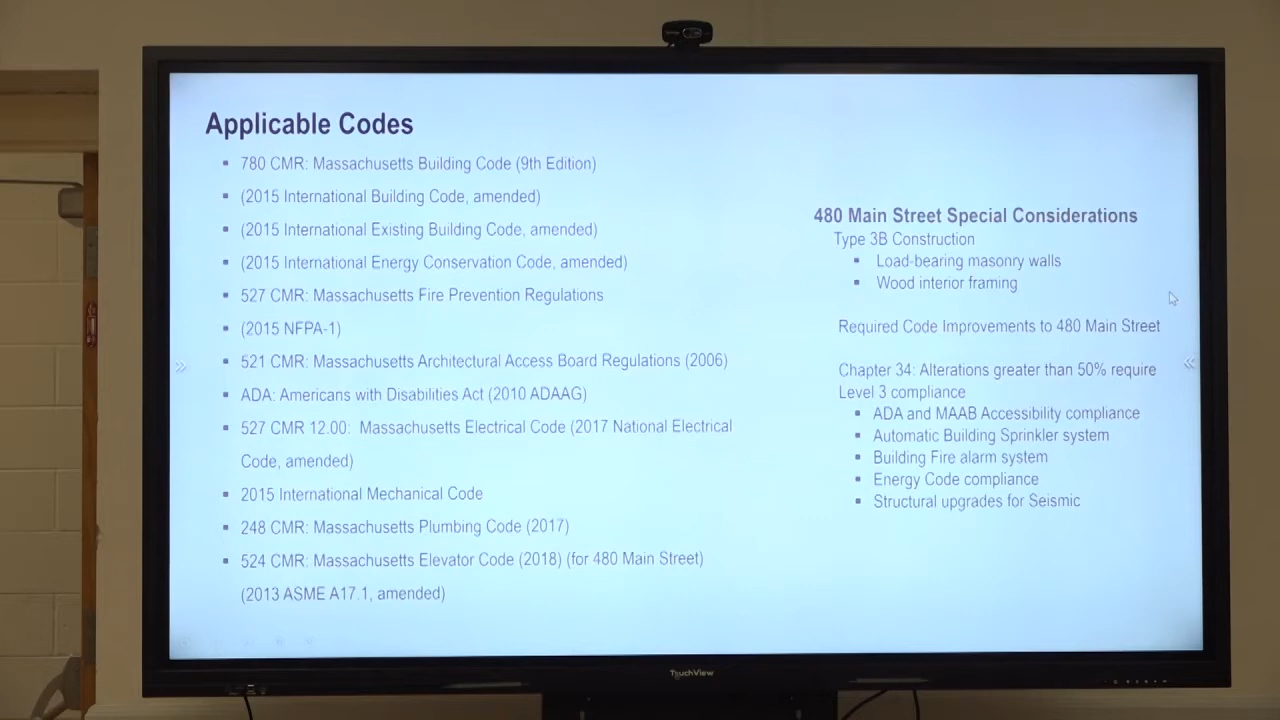 Applicable Codes
▪ 780 CMR: Massachusetts Building Code (9th Edition)
▪ (2015 International Building Code, amended)
▪ (2015 International Existing Building Code, amended)
▪ (2015 International Energy Conservation Code, amended)
▪ 527 CMR: Massachusetts Fire Prevention Regulations
▪ (2015 NFPA-1)
▪ 521 CMR: Massachusetts Architectural Access Board Regulations (2006)
▪ ADA: Americans with Disabilities Act (2010 ADAAG)
▪ 527 CMR 12.00: Massachusetts Electrical Code (2017 National Electrical
Code, amended)
▪ 2015 International Mechanical Code
▪ 248 CMR: Massachusetts Plumbing Code (2017)
▪ 524 CMR: Massachusetts Elevator Code (2018) (for 480 Main Street)
(2013 ASME A17.1, amended)
480 Main Street Special Considerations
Type 3B Construction
▪ Load-bearing masonry walls
▪ Wood interior framing
Required Code Improvements to 480 Main Street
Chapter 34: Alterations greater than 50% require
Level 3 compliance
▪ ADA and MAAB Accessibility compliance
▪ Automatic Building Sprinkler system
▪ Building Fire alarm system
▪ Energy Code compliance
▪ Structural upgrades for Seismic
TouchView